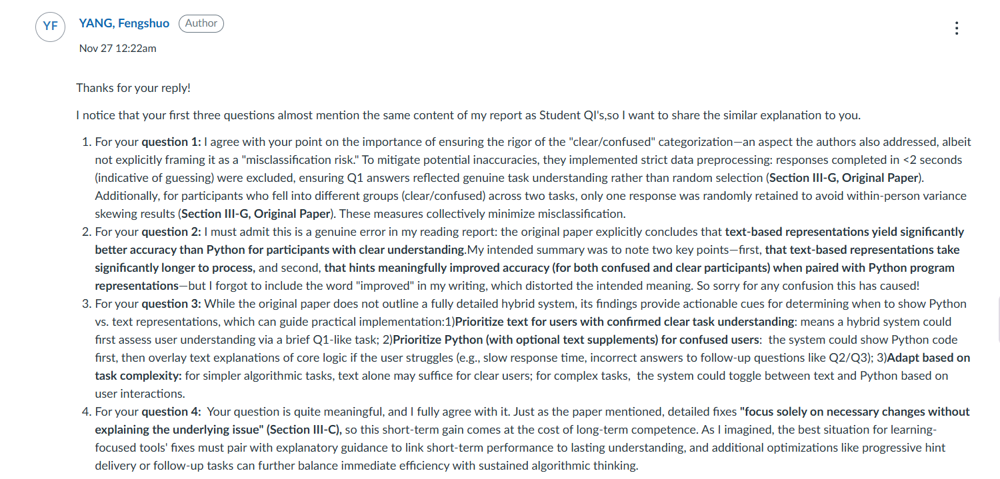 YF
YANG, Fengshuo Author
Nov 27 12:22am
Thanks for your reply!
I notice that your first three questions almost mention the same content of my report as Student QI's,so I want to share the similar explanation to you.
1. For your question 1: I agree with your point on the importance of ensuring the rigor of the "clear/confused" categorization—an aspect the authors also addressed, albeit
not explicitly framing it as a "misclassification risk." To mitigate potential inaccuracies, they implemented strict data preprocessing: responses completed in <2 seconds
(indicative of guessing) were excluded, ensuring Q1 answers reflected genuine task understanding rather than random selection (Section III-G, Original Paper).
Additionally, for participants who fell into different groups (clear/confused) across two tasks, only one response was randomly retained to avoid within-person variance
skewing results (Section III-G, Original Paper). These measures collectively minimize misclassification.
2. For your question 2: I must admit this is a genuine error in my reading report: the original paper explicitly concludes that text-based representations yield significantly
better accuracy than Python for participants with clear understanding.My intended summary was to note two key points—first, that text-based representations take
significantly longer to process, and second, that hints meaningfully improved accuracy (for both confused and clear participants) when paired with Python program
representations—but I forgot to include the word "improved" in my writing, which distorted the intended meaning. So sorry for any confusion this has caused!
3. For your question 3: While the original paper does not outline a fully detailed hybrid system, its findings provide actionable cues for determining when to show Python
vs. text representations, which can guide practical implementation:1)Prioritize text for users with confirmed clear task understanding: means a hybrid system could
first assess user understanding via a brief Q1-like task; 2)Prioritize Python (with optional text supplements) for confused users: the system could show Python code
first, then overlay text explanations of core logic if the user struggles (e.g., slow response time, incorrect answers to follow-up questions like Q2/Q3); 3)Adapt based on
task complexity: for simpler algorithmic tasks, text alone may suffice for clear users; for complex tasks, the system could toggle between text and Python based on
user interactions.
4. For your question 4: Your question is quite meaningful, and I fully agree with it. Just as the paper mentioned, detailed fixes "focus solely on necessary changes without
explaining the underlying issue" (Section III-C), so this short-term gain comes at the cost of long-term competence. As I imagined, the best situation for learning-
focused tools' fixes must pair with explanatory guidance to link short-term performance to lasting understanding, and additional optimizations like progressive hint
delivery or follow-up tasks can further balance immediate efficiency with sustained algorithmic thinking.